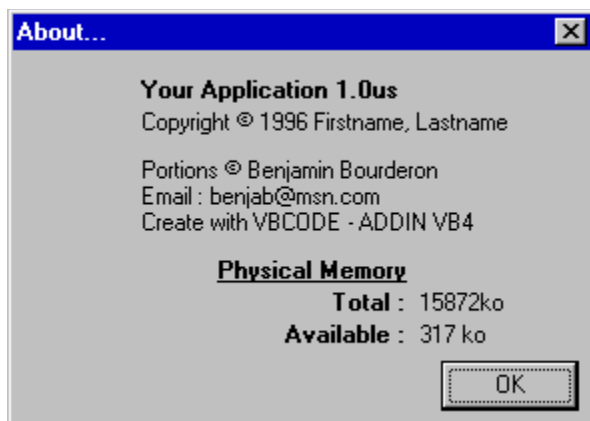 About...
Your Application 1.0us
Copyright © 1996 Firstname, Lastname
Portions © Benjamin Bourderon
Email : benjab@msn.com
Create with VBCODE - ADDIN VB4
Physical Memory
Total : 15872ko
Available : 317 ko
OK